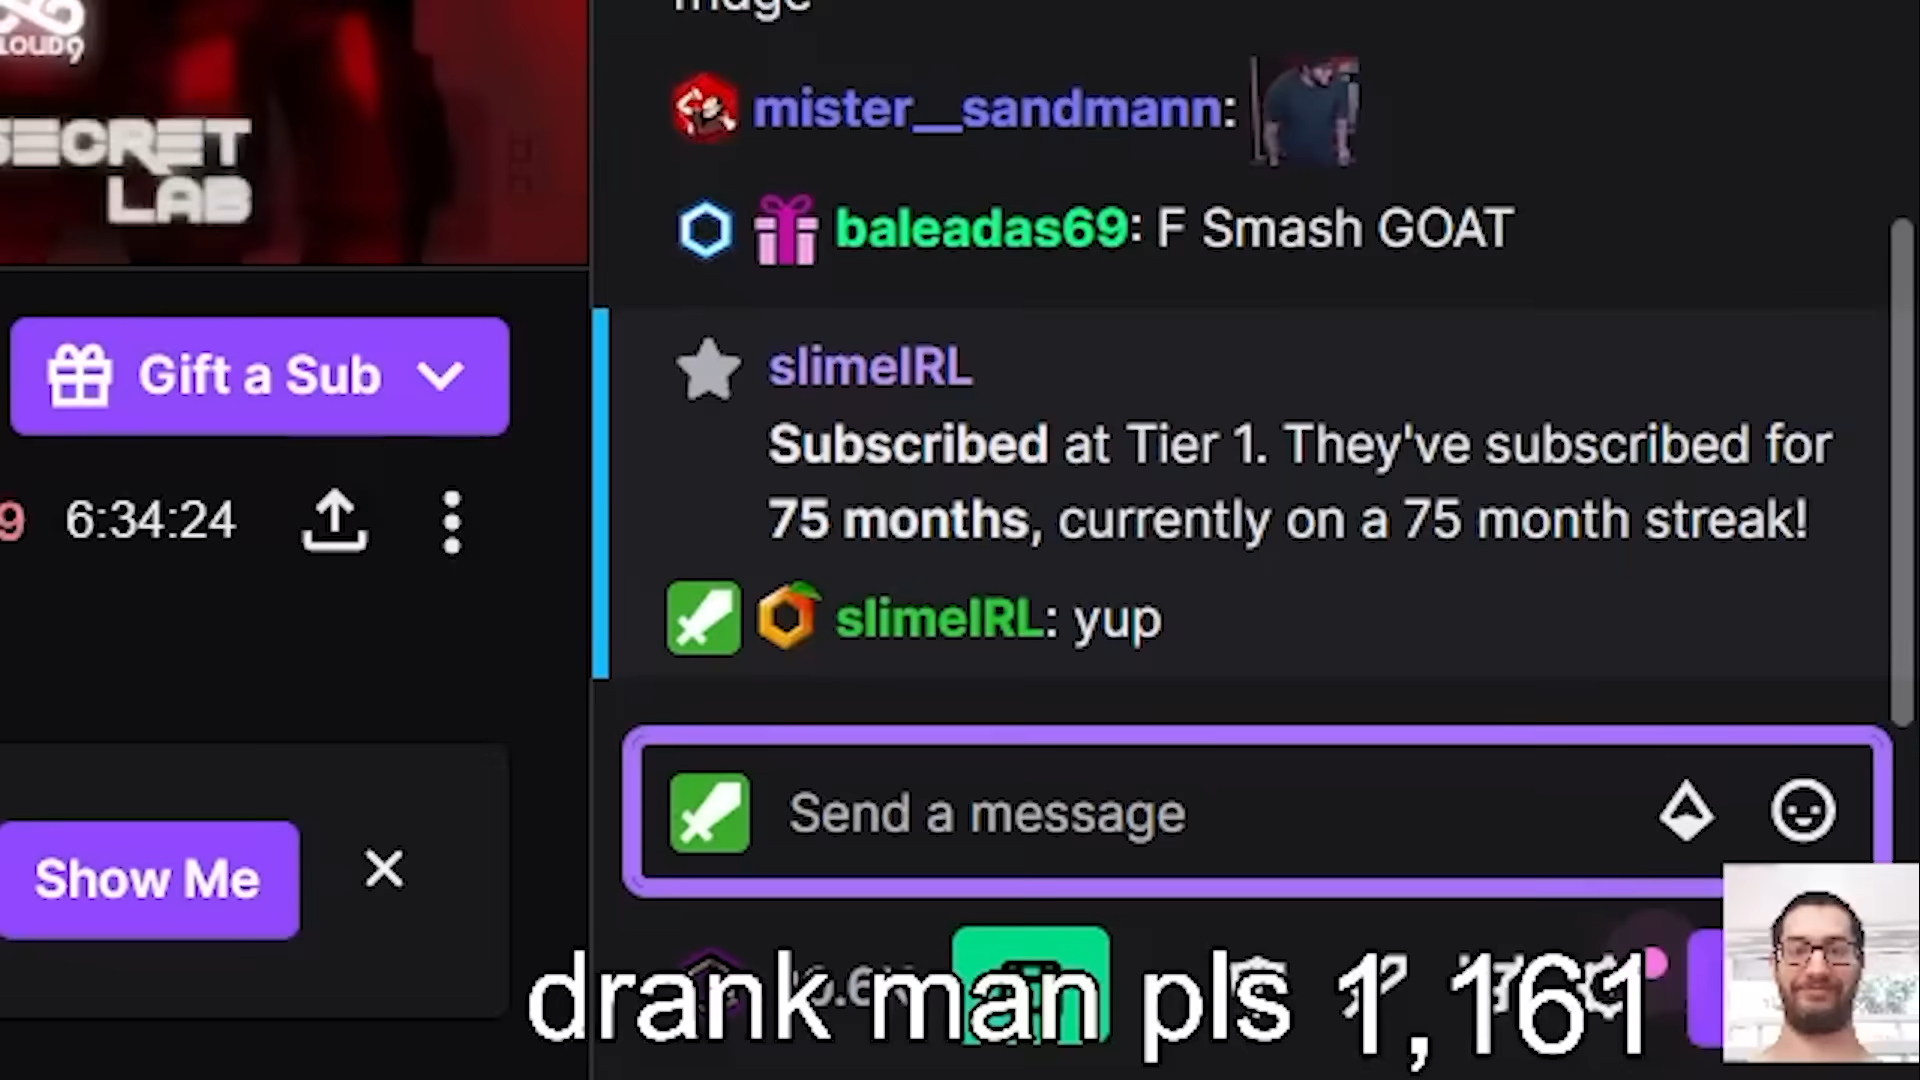 LOUD9
SECRET
LAB
mister__sandmann:
baleadas69: F Smash GOAT
Gift a Sub
slimeIRL
Subscribed at Tier 1. They've subscribed for
75 months, currently on a 75 month streak!
9 6:34:24
slimeIRL: yup
Send a message
Show Me
drank man pls 1,161